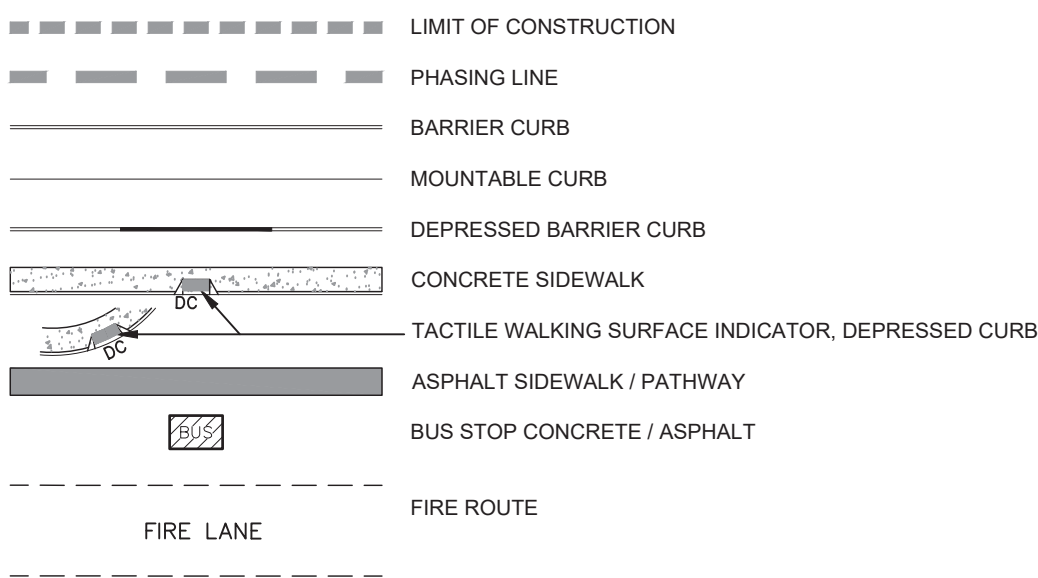 LIMIT OF CONSTRUCTION
PHASING LINE
BARRIER CURB
MOUNTABLE CURB
DEPRESSED BARRIER CURB
CONCRETE SIDEWALK
DC
TACTILE WALKING SURFACE INDICATOR, DEPRESSED CURB
DC
ASPHALT SIDEWALK / PATHWAY
BUS
BUS STOP CONCRETE / ASPHALT
FIRE ROUTE
FIRE LANE